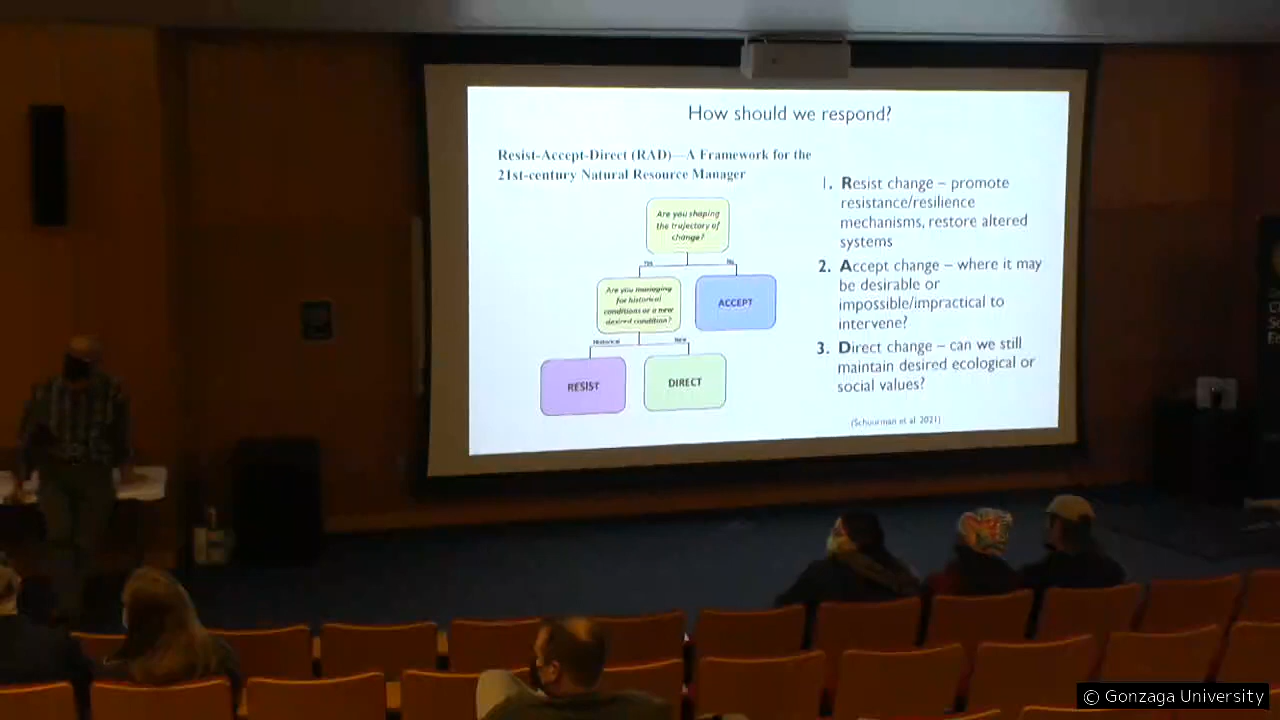 How should we respond?
Resist-Accept-Direct (RAD)—A Framework for the
21st-century Natural Resource Manager
Are you shaping
the trajectory of
change?
Yes
No
Are you managing
for historical
conditions or a new
desired condition?
ACCEPT
Historical
New
RESIST
DIRECT
1. Resist change – promote
resistance/resilience
mechanisms, restore altered
systems
2. Accept change – where it may
be desirable or
impossible/impractical to
intervene?
3. Direct change – can we still
maintain desired ecological or
social values?
(Schuurman et al 2021)
© Gonzaga University